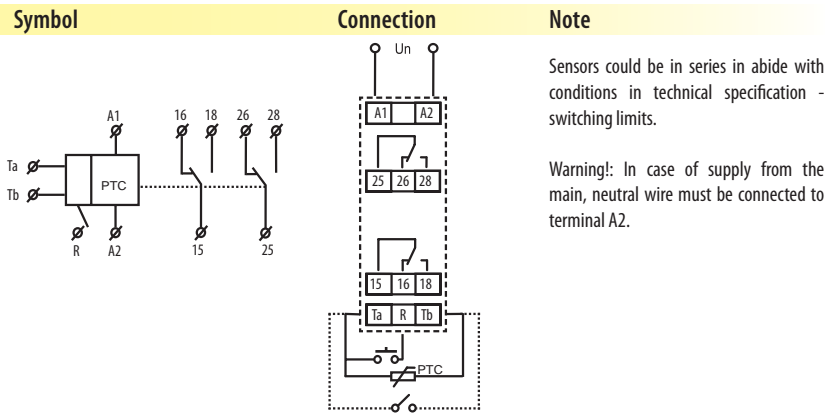 Symbol Connection Note
A1 16 18 26 28
Ta
Tb
PTC
R A2 15 25
Un
A1 A2
25 26 28
15 16 18
Ta R Tb
PTC
Sensors could be in series in abide with
conditions in technical specification -
switching limits.
Warning!: In case of supply from the
main, neutral wire must be connected to
terminal A2.